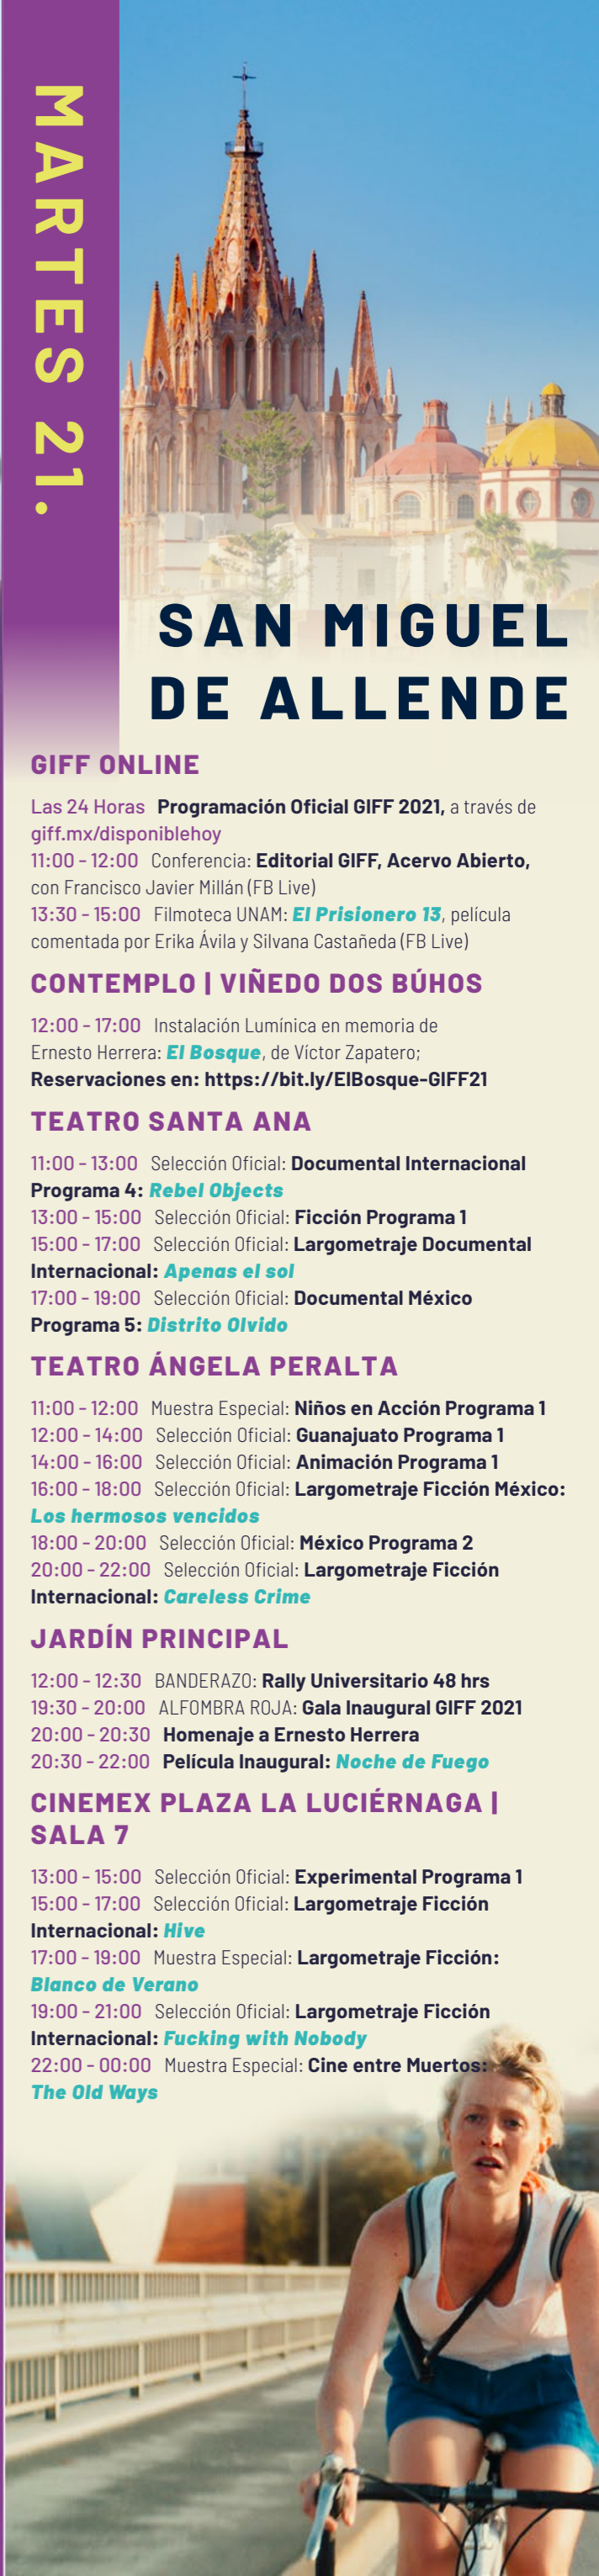 MARTES 21.
SAN MIGUEL
DE ALLENDE
GIFF ONLINE
Las 24 Horas Programación Oficial GIFF 2021, a través de
giff.mx/disponiblehoy
11:00 - 12:00 Conferencia: Editorial GIFF, Acervo Abierto,
con Francisco Javier Millán (FB Live)
13:30 - 15:00 Filmoteca UNAM: El Prisionero 13, película
comentada por Erika Ávila y Silvana Castañeda (FB Live)
CONTEMPLO | VIÑEDO DOS BÚHOS
12:00 - 17:00 Instalación Lumínica en memoria de
Ernesto Herrera: El Bosque, de Víctor Zapatero;
Reservaciones en: https://bit.ly/ElBosque-GIFF21
TEATRO SANTA ANA
11:00 - 13:00 Selección Oficial: Documental Internacional
Programa 4: Rebel Objects
13:00 - 15:00 Selección Oficial: Ficción Programa 1
15:00 - 17:00 Selección Oficial: Largometraje Documental
Internacional: Apenas el sol
17:00 - 19:00 Selección Oficial: Documental México
Programa 5: Distrito Olvido
TEATRO ÁNGELA PERALTA
11:00 - 12:00 Muestra Especial: Niños en Acción Programa 1
12:00 - 14:00 Selección Oficial: Guanajuato Programa 1
14:00 - 16:00 Selección Oficial: Animación Programa 1
16:00 - 18:00 Selección Oficial: Largometraje Ficción México:
Los hermosos vencidos
18:00 - 20:00 Selección Oficial: México Programa 2
20:00 - 22:00 Selección Oficial: Largometraje Ficción
Internacional: Careless Crime
JARDÍN PRINCIPAL
12:00 - 12:30 BANDERAZO: Rally Universitario 48 hrs
19:30 - 20:00 ALFOMBRA ROJA: Gala Inaugural GIFF 2021
20:00 - 20:30 Homenaje a Ernesto Herrera
20:30 - 22:00 Película Inaugural: Noche de Fuego
CINEMEX PLAZA LA LUCIÉRNAGA |
SALA 7
13:00 - 15:00 Selección Oficial: Experimental Programa 1
15:00 - 17:00 Selección Oficial: Largometraje Ficción
Internacional: Hive
17:00 - 19:00 Muestra Especial: Largometraje Ficción:
Blanco de Verano
19:00 - 21:00 Selección Oficial: Largometraje Ficción
Internacional: Fucking with Nobody
22:00 - 00:00 Muestra Especial: Cine entre Muertos:
The Old Ways